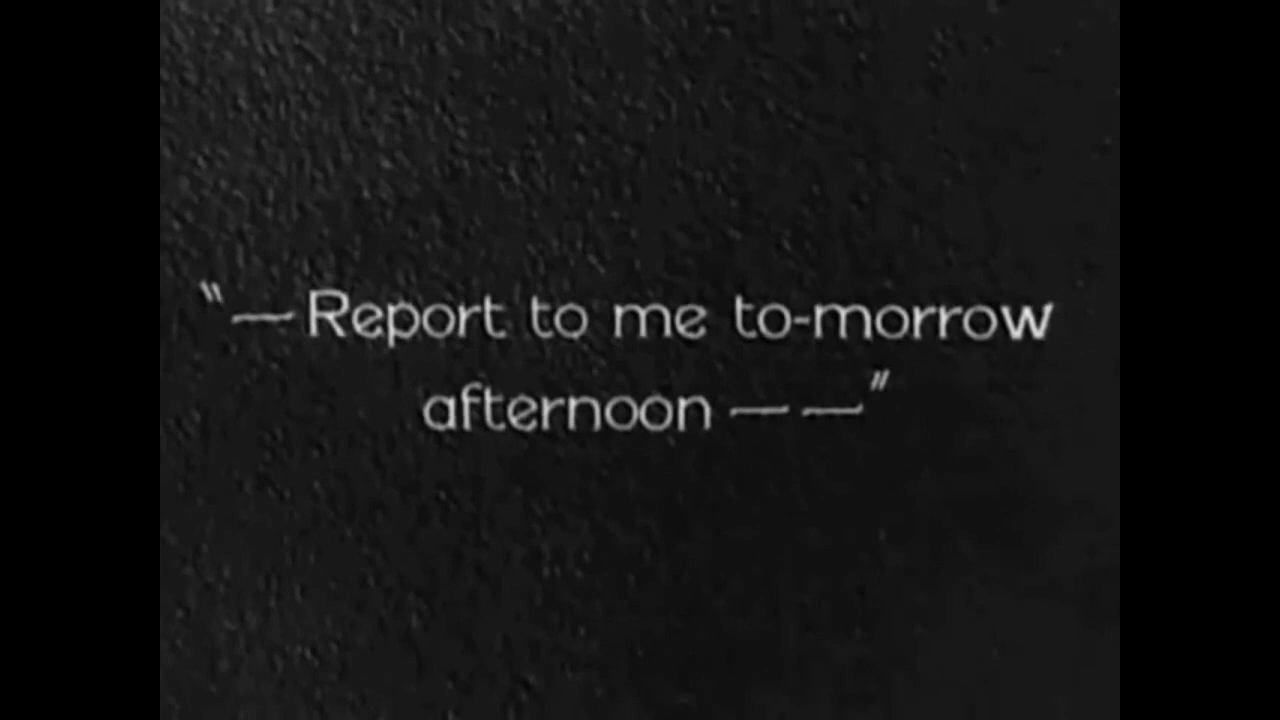 "—Report to me to-morrow
afternoon — —"